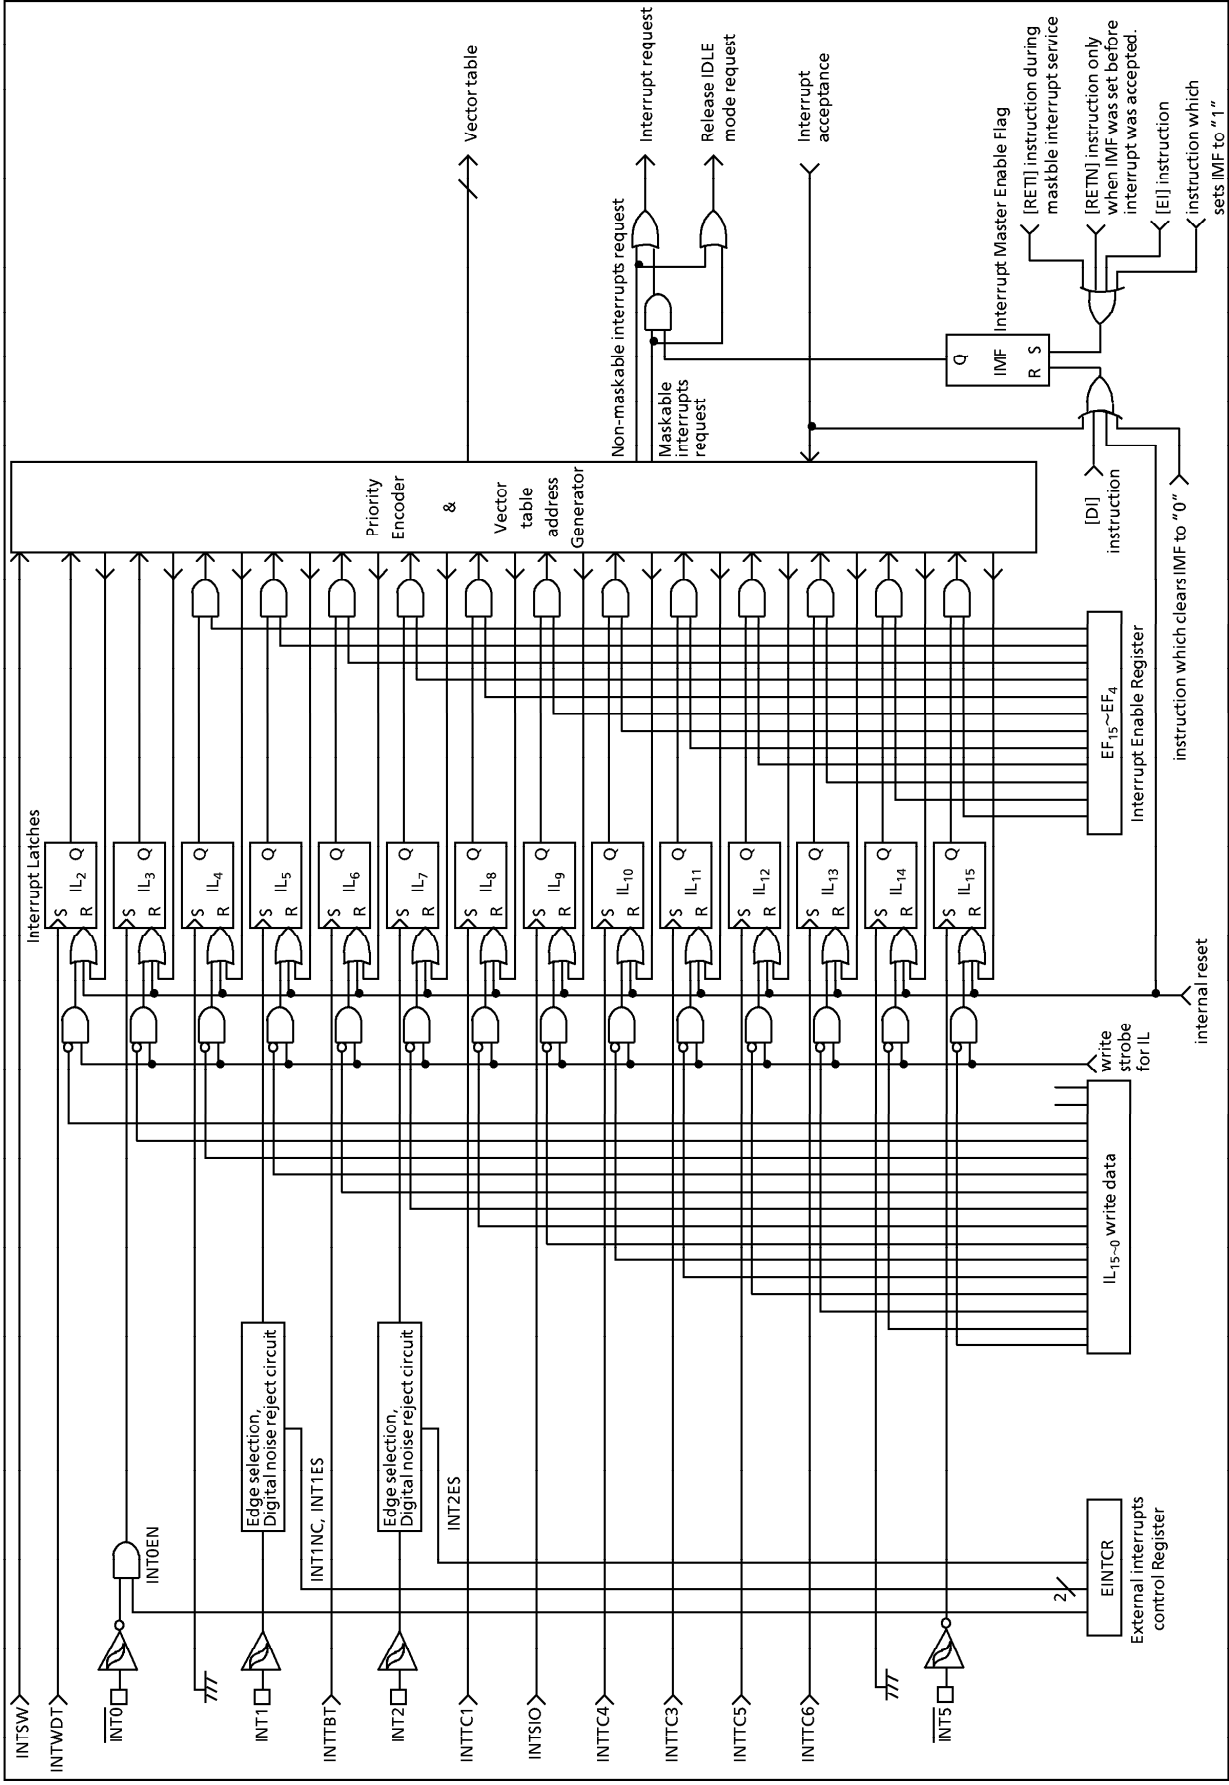 INTSW
INTWDT
INT0
INT1
INTTBT
INT2
INTTC1
INTSIO
INTTC4
INTTC3
INTTC5
INTTC6
INT5
INT0EN
Edge selection,
Digital noise reject circuit
INT1NC, INT1ES
Edge selection,
Digital noise reject circuit
INT2ES
2
EINTCR
External interrupts
control Register
IL15~0 write data
write
strobe
for IL
internal reset
Interrupt Latches
S R IL2 Q
S R IL3 Q
S R IL4 Q
S R IL5 Q
S R IL6 Q
S R IL7 Q
S R IL8 Q
S R IL9 Q
S R IL10 Q
S R IL11 Q
S R IL12 Q
S R IL13 Q
S R IL14 Q
S R IL15 Q
EF15~EF4
Interrupt Enable Register
Priority
Encoder
&
Vector
table
address
Generator
Vector table
Non-maskable interrupts request
Maskable
interrupts
request
Interrupt request
Release IDLE
mode request
Interrupt
acceptance
Q
IMF
R S
Interrupt Master Enable Flag
[RETI] instruction during
maskble interrupt service
[RETN] instruction only
when IMF was set before
interrupt was accepted.
[EI] instruction
instruction which
sets IMF to "1"
[DI]
instruction
instruction which clears IMF to "0"